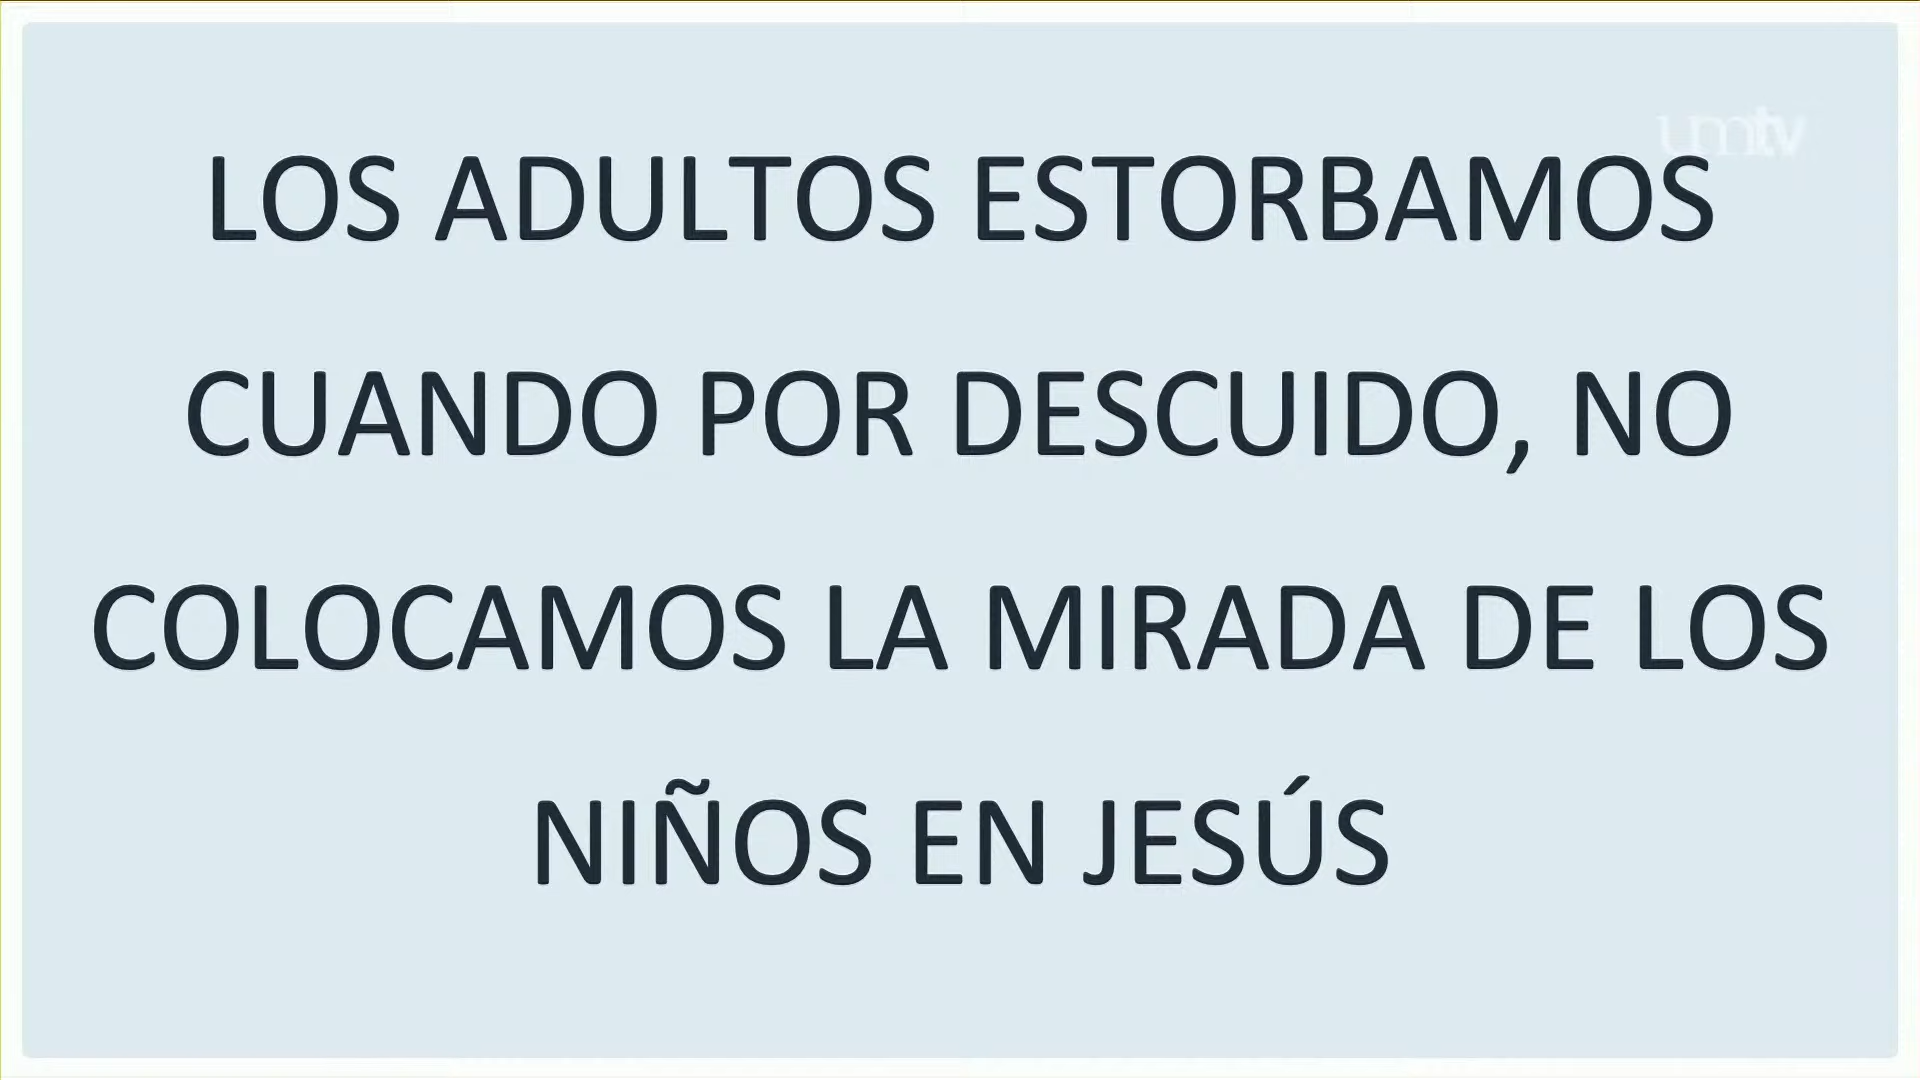 umtv
LOS ADULTOS ESTORBAMOS
CUANDO POR DESCUIDO, NO
COLOCAMOS LA MIRADA DE LOS
NIÑOS EN JESÚS